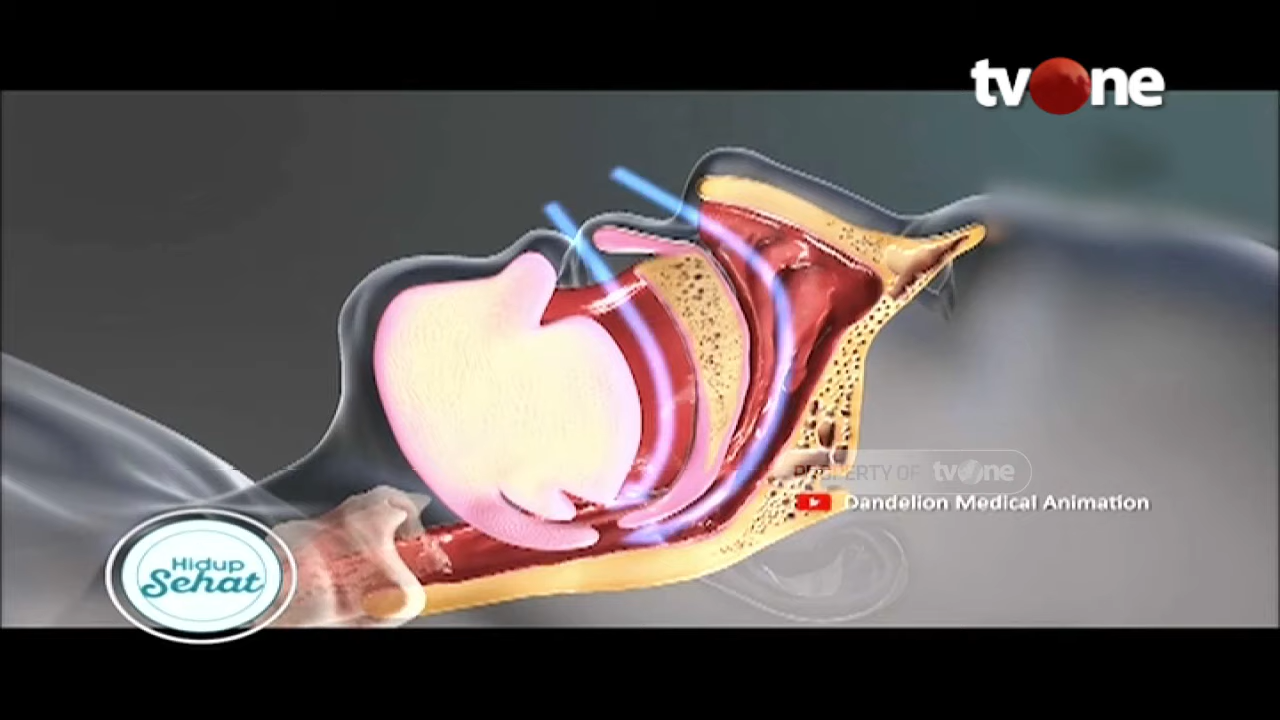 tvone
PROPERTY OF tvone
Dandelion Medical Animation
Hidup
Sehat